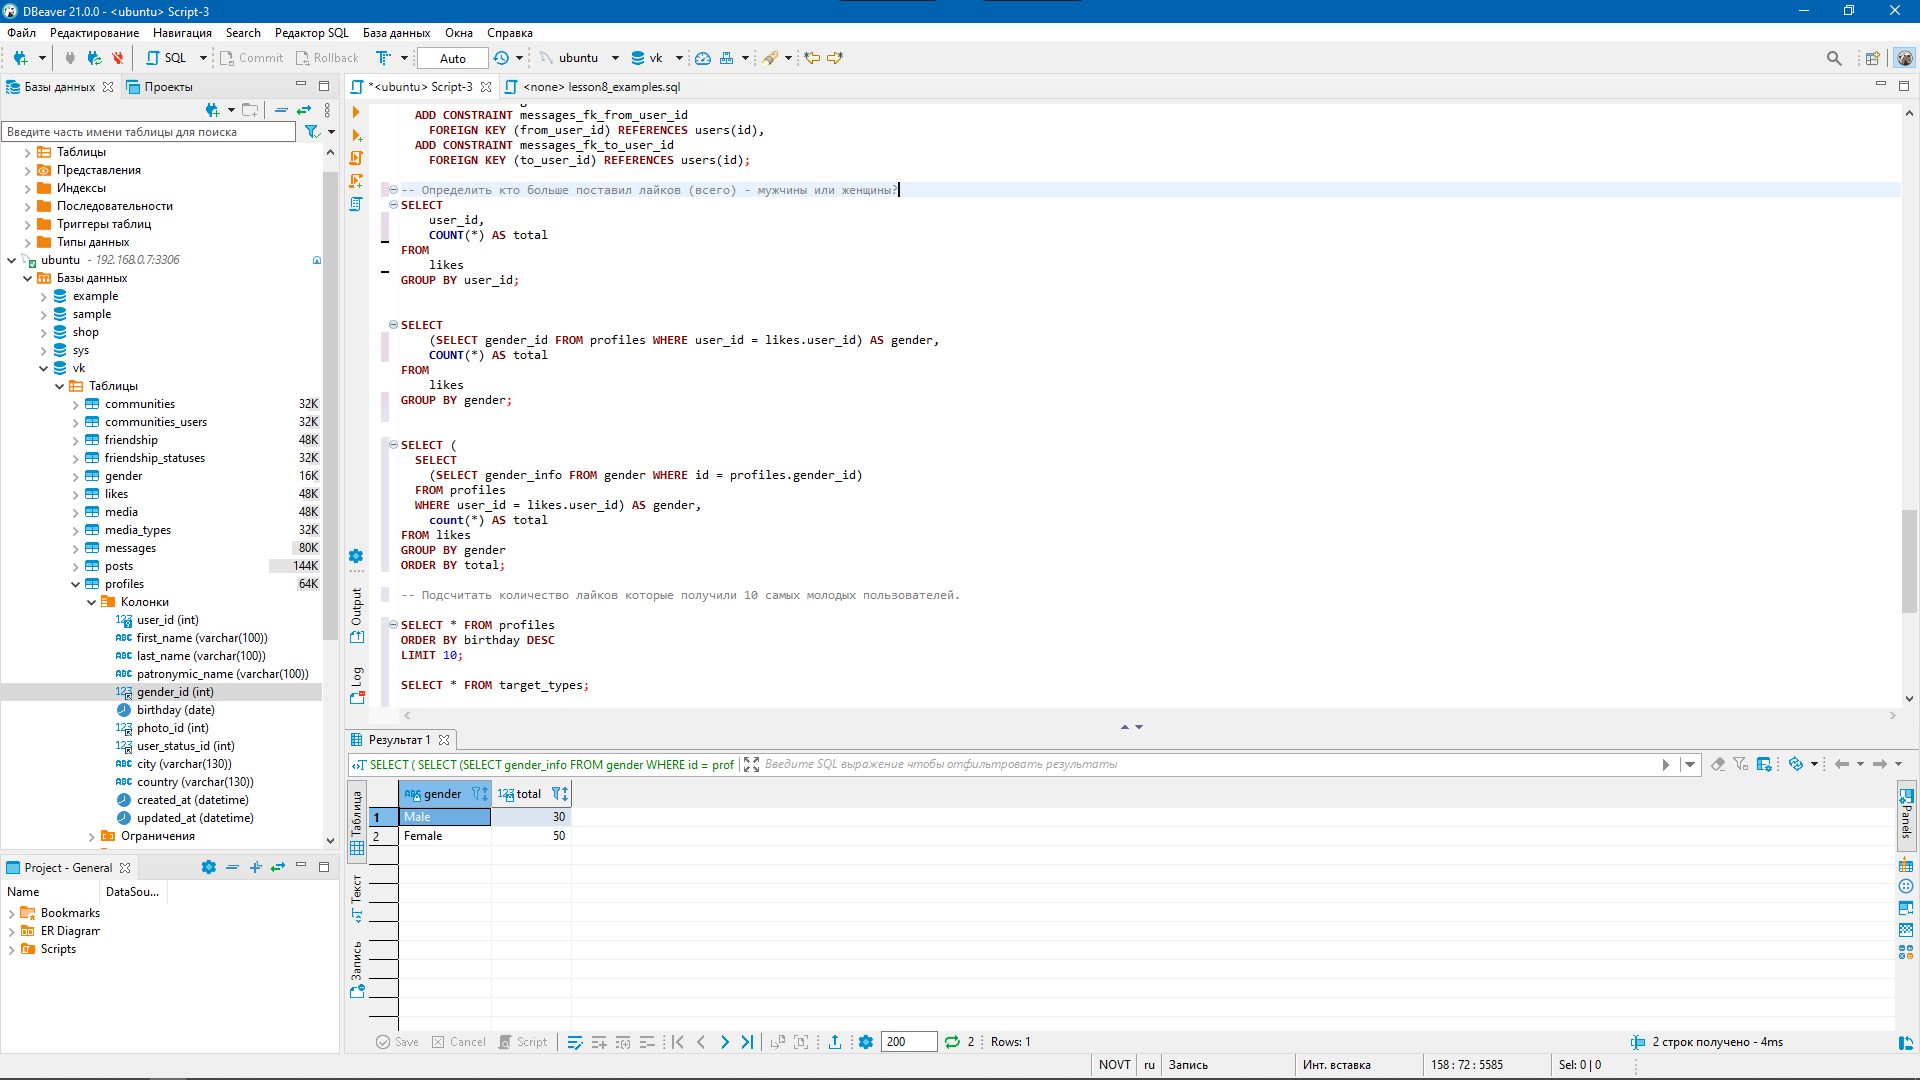 DBeaver 21.0.0 - <ubuntu> Script-3
Файл Редактирование Навигация Search Редактор SQL База данных Окна Справка
SQL Commit Rollback Auto ubuntu vk
Базы данных Проекты
*<ubuntu> Script-3 <none> lesson8_examples.sql
Введите часть имени таблицы для поиска
Таблицы
Представления
Индексы
Последовательности
Триггеры таблиц
Типы данных
ubuntu - 192.168.0.7:3306
Базы данных
example
sample
shop
sys
vk
Таблицы
communities 32K
communities_users 32K
friendship 48K
friendship_statuses 32K
gender 16K
likes 48K
media 48K
media_types 32K
messages 80K
posts 144K
profiles 64K
Колонки
user_id (int)
first_name (varchar(100))
last_name (varchar(100))
patronymic_name (varchar(100))
gender_id (int)
birthday (date)
photo_id (int)
user_status_id (int)
city (varchar(130))
country (varchar(130))
created_at (datetime)
updated_at (datetime)
Ограничения
Project - General
Name DataSou...
Bookmarks
ER Diagram
Scripts
ADD CONSTRAINT messages_fk_from_user_id
FOREIGN KEY (from_user_id) REFERENCES users(id),
ADD CONSTRAINT messages_fk_to_user_id
FOREIGN KEY (to_user_id) REFERENCES users(id);
-- Определить кто больше поставил лайков (всего) - мужчины или женщины?
SELECT
user_id,
COUNT(*) AS total
FROM
likes
GROUP BY user_id;
SELECT
(SELECT gender_id FROM profiles WHERE user_id = likes.user_id) AS gender,
COUNT(*) AS total
FROM
likes
GROUP BY gender;
SELECT (
SELECT
(SELECT gender_info FROM gender WHERE id = profiles.gender_id)
FROM profiles
WHERE user_id = likes.user_id) AS gender,
count(*) AS total
FROM likes
GROUP BY gender
ORDER BY total;
-- Подсчитать количество лайков которые получили 10 самых молодых пользователей.
SELECT * FROM profiles
ORDER BY birthday DESC
LIMIT 10;
SELECT * FROM target_types;
Output
Log
Результат 1
SELECT ( SELECT (SELECT gender_info FROM gender WHERE id = prof
Введите SQL выражение чтобы отфильтровать результаты
Таблица
Текст
Запись
Panels
ABC gender 123 total
1 Male 30
2 Female 50
Save Cancel Script 200 2 Rows: 1
2 строк получено - 4ms
NOVT ru Запись Инт. вставка 158 : 72 : 5585 Sel: 0 | 0